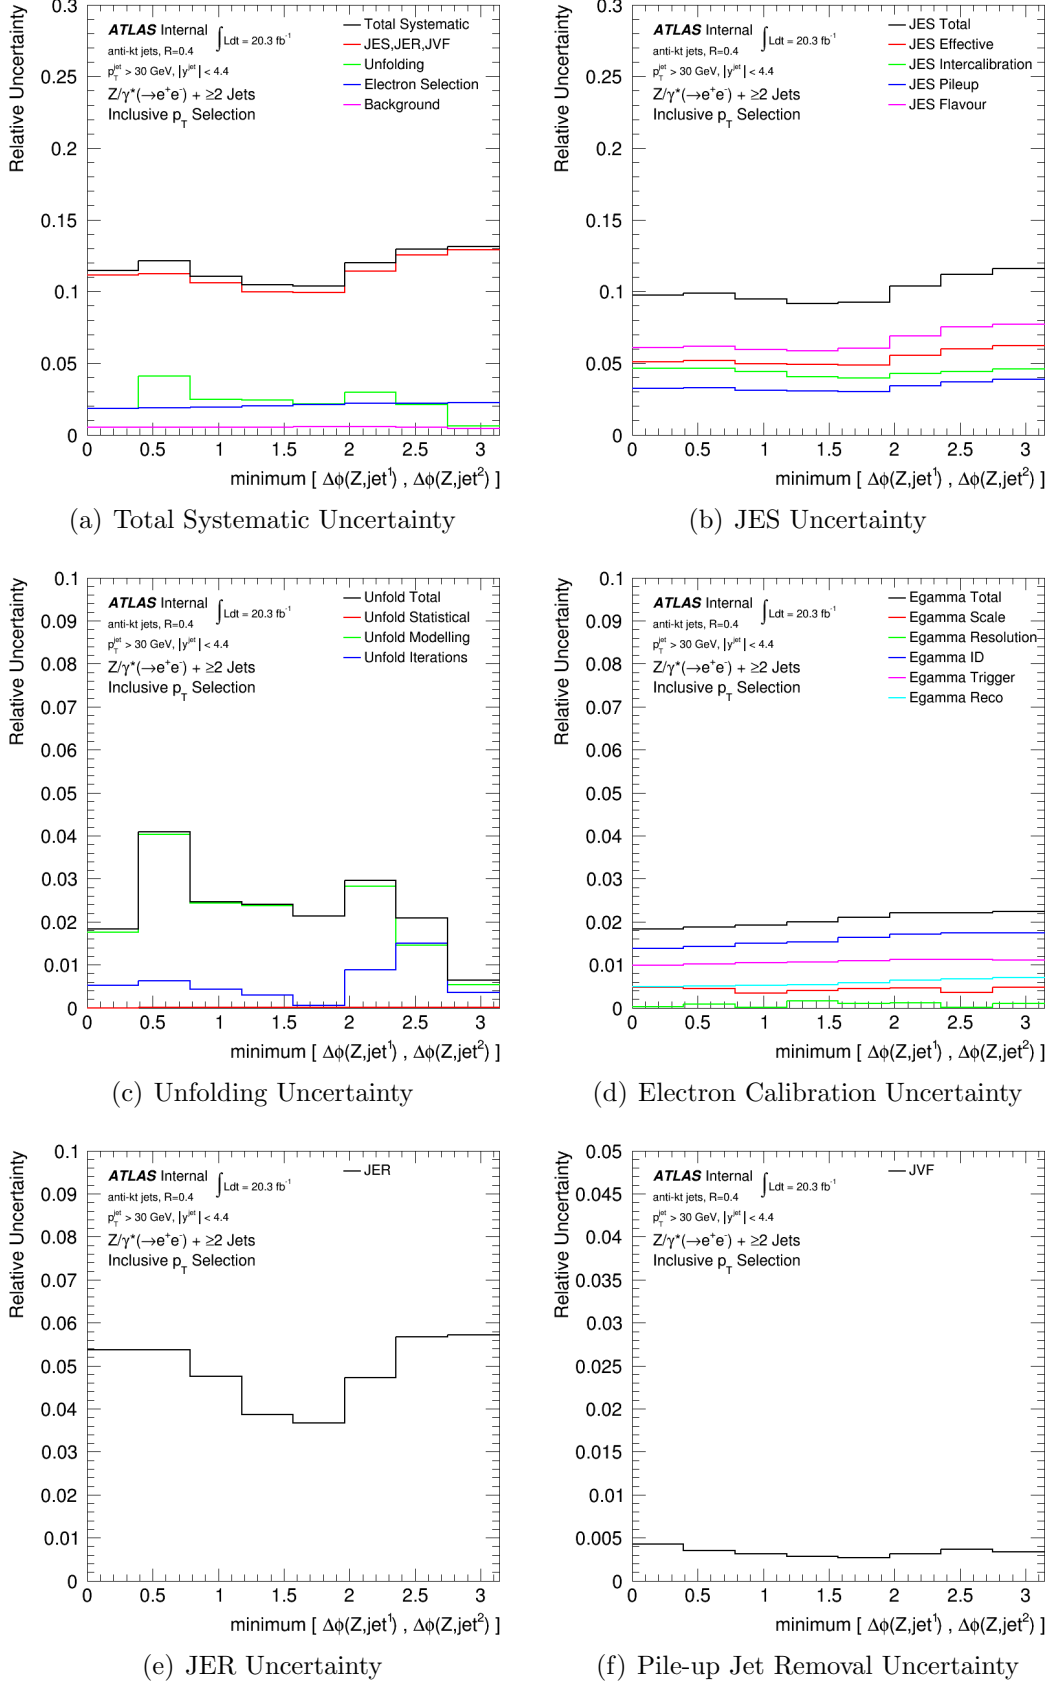 Relative Uncertainty
0.3
0.25
0.2
0.15
0.1
0.05
0
ATLAS Internal ∫Ldt = 20.3 fb⁻¹
anti-kt jets, R=0.4
p_T^jet > 30 GeV, |y^jet| < 4.4
Z/γ*(→e⁺e⁻) + ≥2 Jets
Inclusive p_T Selection
Total Systematic
JES,JER,JVF
Unfolding
Electron Selection
Background
0 0.5 1 1.5 2 2.5 3
minimum [ Δϕ(Z,jet¹) , Δϕ(Z,jet²) ]
(a) Total Systematic Uncertainty
Relative Uncertainty
0.3
0.25
0.2
0.15
0.1
0.05
0
ATLAS Internal ∫Ldt = 20.3 fb⁻¹
anti-kt jets, R=0.4
p_T^jet > 30 GeV, |y^jet| < 4.4
Z/γ*(→e⁺e⁻) + ≥2 Jets
Inclusive p_T Selection
JES Total
JES Effective
JES Intercalibration
JES Pileup
JES Flavour
0 0.5 1 1.5 2 2.5 3
minimum [ Δϕ(Z,jet¹) , Δϕ(Z,jet²) ]
(b) JES Uncertainty
Relative Uncertainty
0.1
0.09
0.08
0.07
0.06
0.05
0.04
0.03
0.02
0.01
0
ATLAS Internal ∫Ldt = 20.3 fb⁻¹
anti-kt jets, R=0.4
p_T^jet > 30 GeV, |y^jet| < 4.4
Z/γ*(→e⁺e⁻) + ≥2 Jets
Inclusive p_T Selection
Unfold Total
Unfold Statistical
Unfold Modelling
Unfold Iterations
0 0.5 1 1.5 2 2.5 3
minimum [ Δϕ(Z,jet¹) , Δϕ(Z,jet²) ]
(c) Unfolding Uncertainty
Relative Uncertainty
0.1
0.09
0.08
0.07
0.06
0.05
0.04
0.03
0.02
0.01
0
ATLAS Internal ∫Ldt = 20.3 fb⁻¹
anti-kt jets, R=0.4
p_T^jet > 30 GeV, |y^jet| < 4.4
Z/γ*(→e⁺e⁻) + ≥2 Jets
Inclusive p_T Selection
Egamma Total
Egamma Scale
Egamma Resolution
Egamma ID
Egamma Trigger
Egamma Reco
0 0.5 1 1.5 2 2.5 3
minimum [ Δϕ(Z,jet¹) , Δϕ(Z,jet²) ]
(d) Electron Calibration Uncertainty
Relative Uncertainty
0.1
0.09
0.08
0.07
0.06
0.05
0.04
0.03
0.02
0.01
0
ATLAS Internal ∫Ldt = 20.3 fb⁻¹
anti-kt jets, R=0.4
p_T^jet > 30 GeV, |y^jet| < 4.4
Z/γ*(→e⁺e⁻) + ≥2 Jets
Inclusive p_T Selection
JER
0 0.5 1 1.5 2 2.5 3
minimum [ Δϕ(Z,jet¹) , Δϕ(Z,jet²) ]
(e) JER Uncertainty
Relative Uncertainty
0.05
0.045
0.04
0.035
0.03
0.025
0.02
0.015
0.01
0.005
0
ATLAS Internal ∫Ldt = 20.3 fb⁻¹
anti-kt jets, R=0.4
p_T^jet > 30 GeV, |y^jet| < 4.4
Z/γ*(→e⁺e⁻) + ≥2 Jets
Inclusive p_T Selection
JVF
0 0.5 1 1.5 2 2.5 3
minimum [ Δϕ(Z,jet¹) , Δϕ(Z,jet²) ]
(f) Pile-up Jet Removal Uncertainty